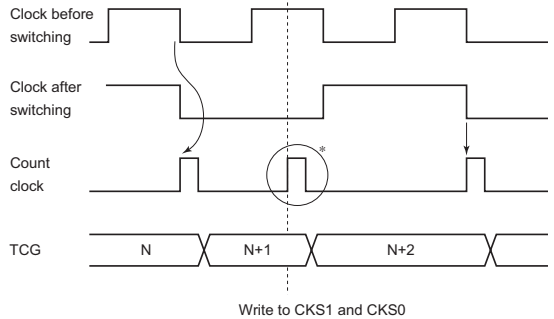 Clock before
switching
Clock after
switching
Count
clock
*
TCG
N
N+1
N+2
Write to CKS1 and CKS0